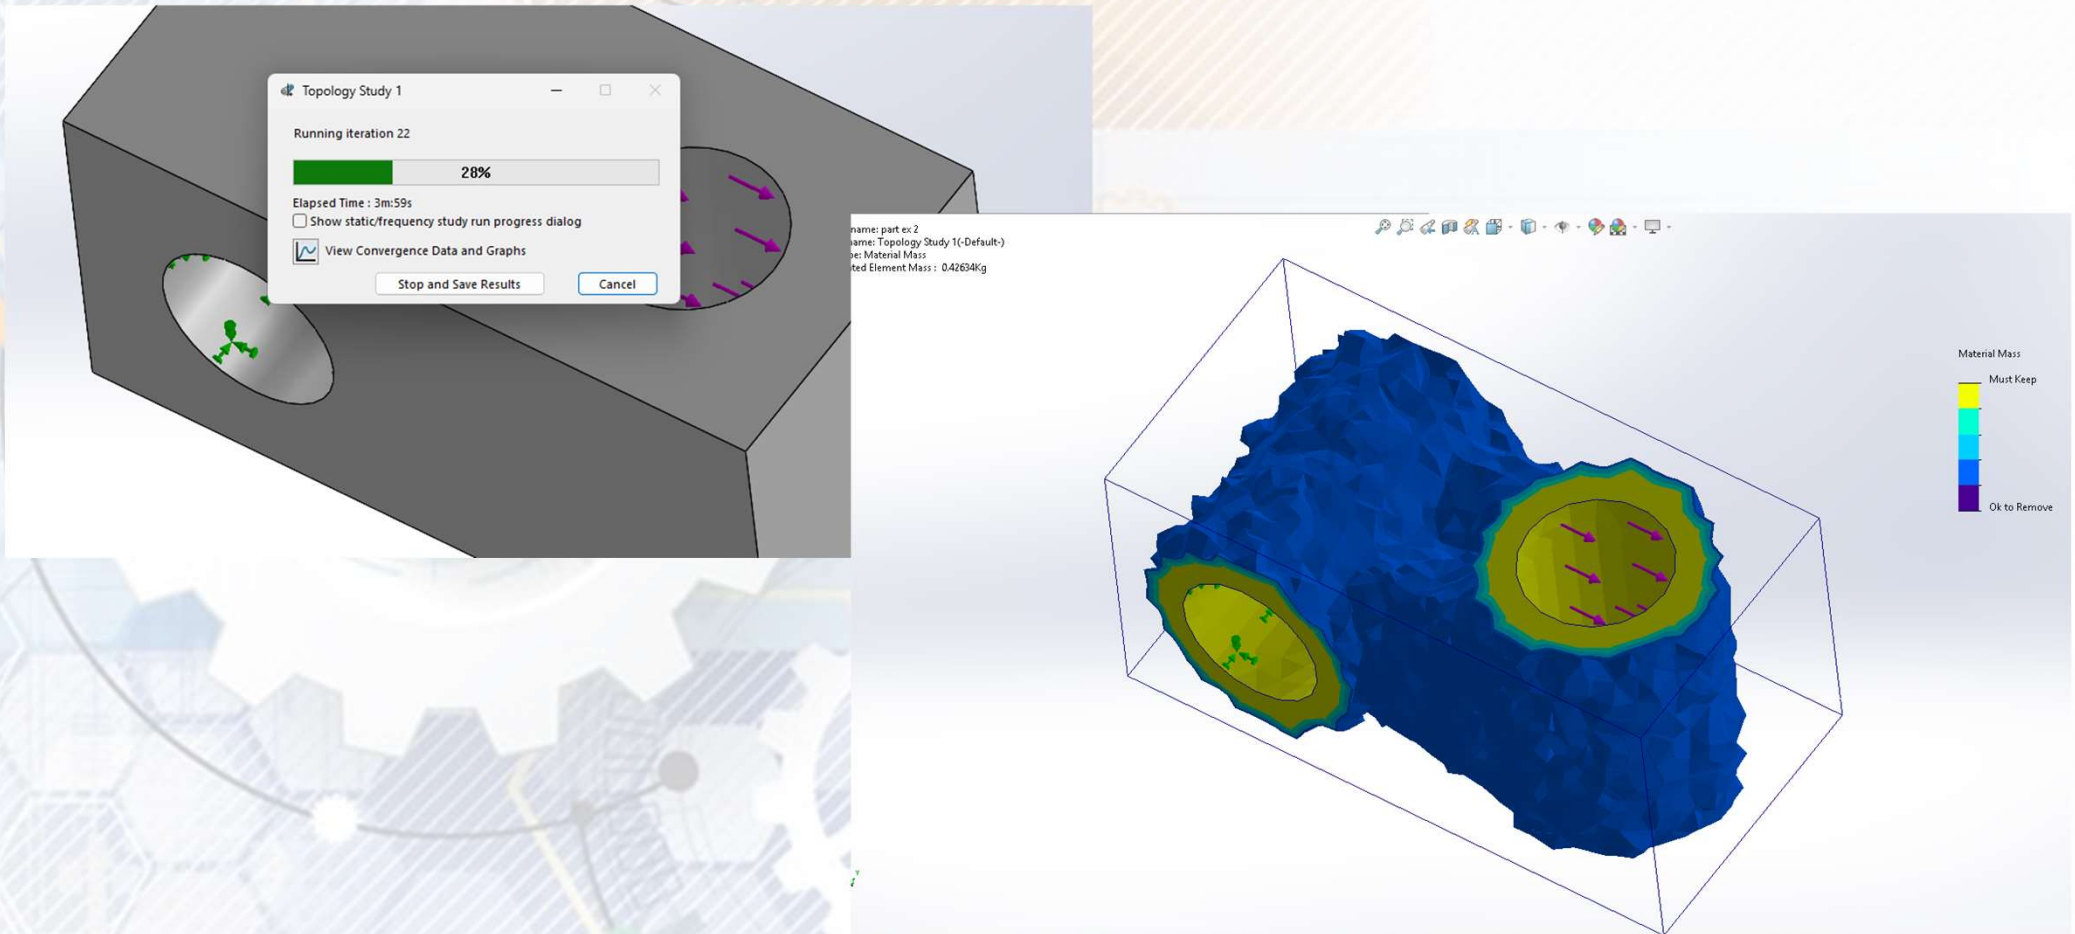 Topology Study 1
Running iteration 22
28%
Elapsed Time : 3m:59s
Show static/frequency study run progress dialog
View Convergence Data and Graphs
Stop and Save Results Cancel
name: part ex 2
name: Topology Study 1(-Default-)
pe: Material Mass
ted Element Mass : 0.42634Kg
Material Mass
Must Keep
Ok to Remove